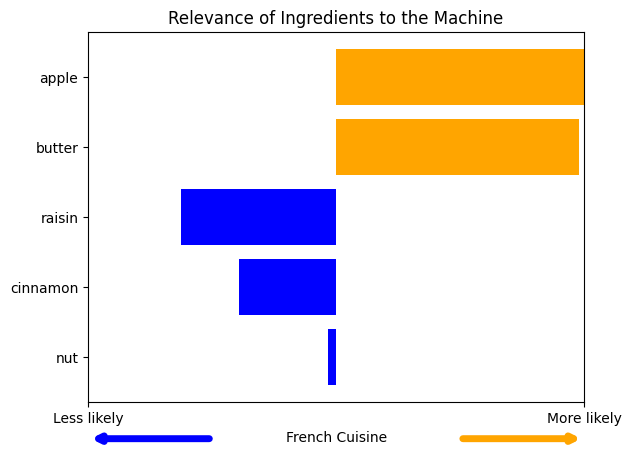 Relevance of Ingredients to the Machine
apple
butter
raisin
cinnamon
nut
Less likely More likely
French Cuisine